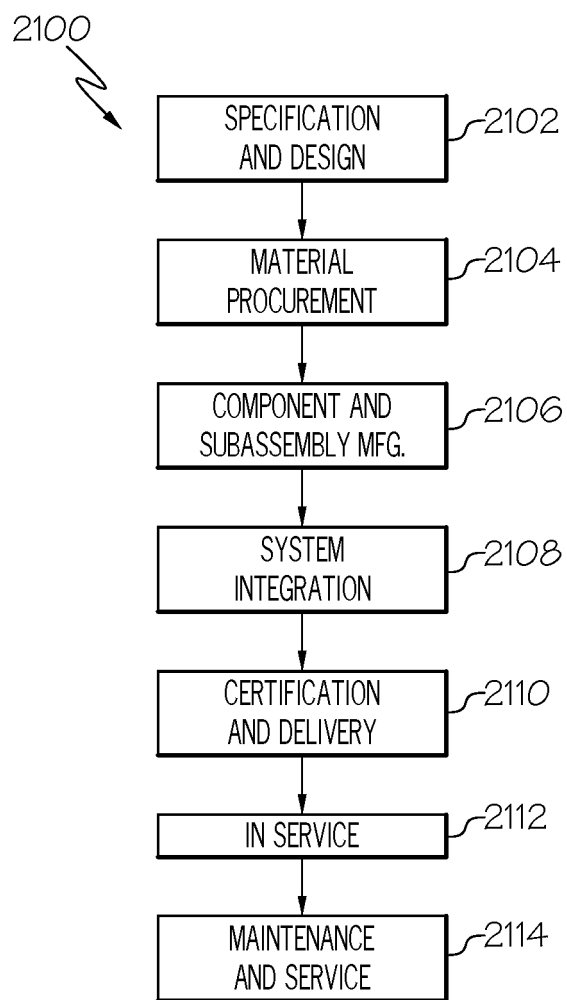 2100
SPECIFICATION
AND DESIGN
2102
MATERIAL
PROCUREMENT
2104
COMPONENT AND
SUBASSEMBLY MFG.
2106
SYSTEM
INTEGRATION
2108
CERTIFICATION
AND DELIVERY
2110
IN SERVICE
2112
MAINTENANCE
AND SERVICE
2114